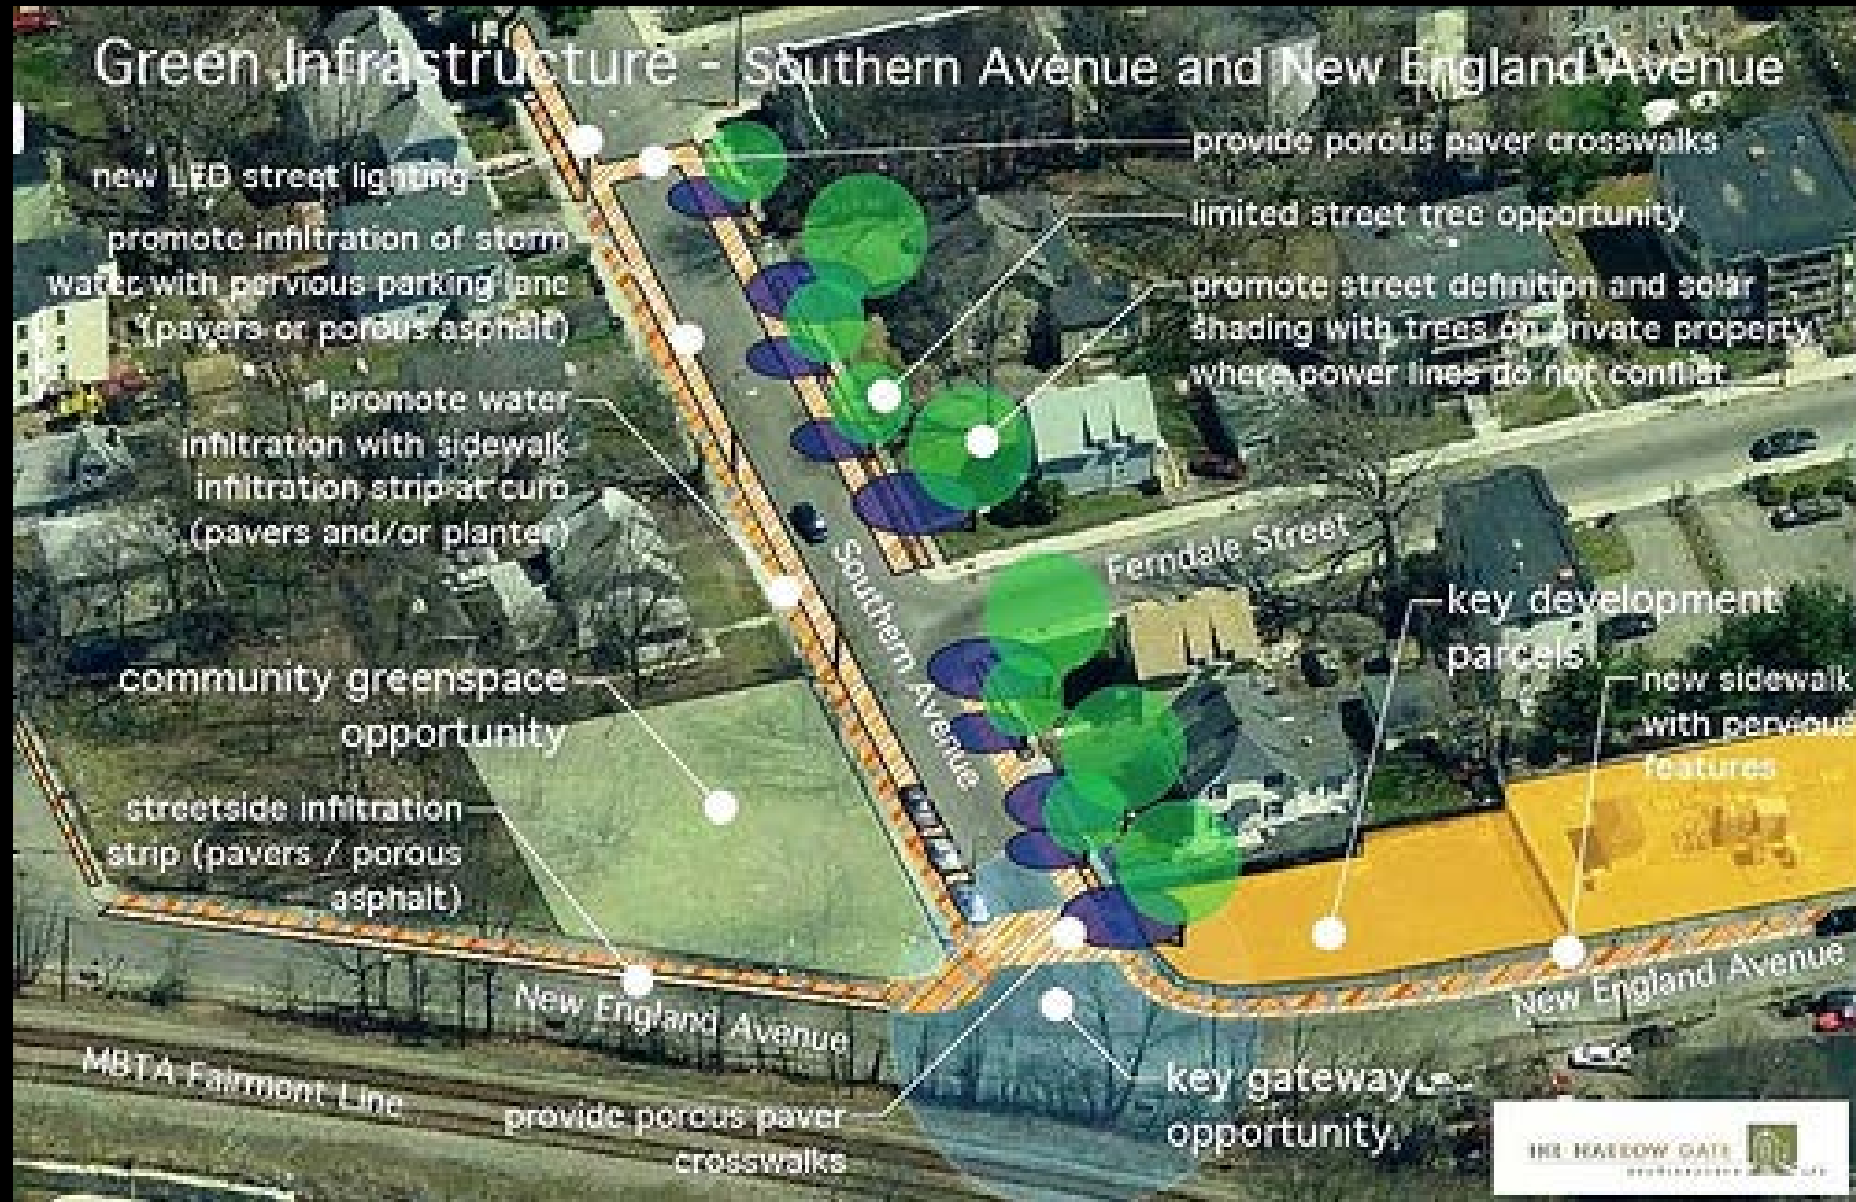 Green Infrastructure - Southern Avenue and New England Avenue
new LED street lighting
promote infiltration of storm
water with pervious parking lane
(pavers or porous asphalt)
promote water
infiltration with sidewalk
infiltration strip at curb
(pavers and/or planter)
community greenspace
opportunity
streetside infiltration
strip (pavers / porous
asphalt)
provide porous paver crosswalks
limited street tree opportunity
promote street definition and solar
shading with trees on private property
where power lines do not conflict
Ferndale Street
Southern Avenue
key development
parcels
new sidewalk
with pervious
features
New England Avenue
New England Avenue
MBTA Fairmont Line
provide porous paver
crosswalks
key gateway
opportunity
GATE